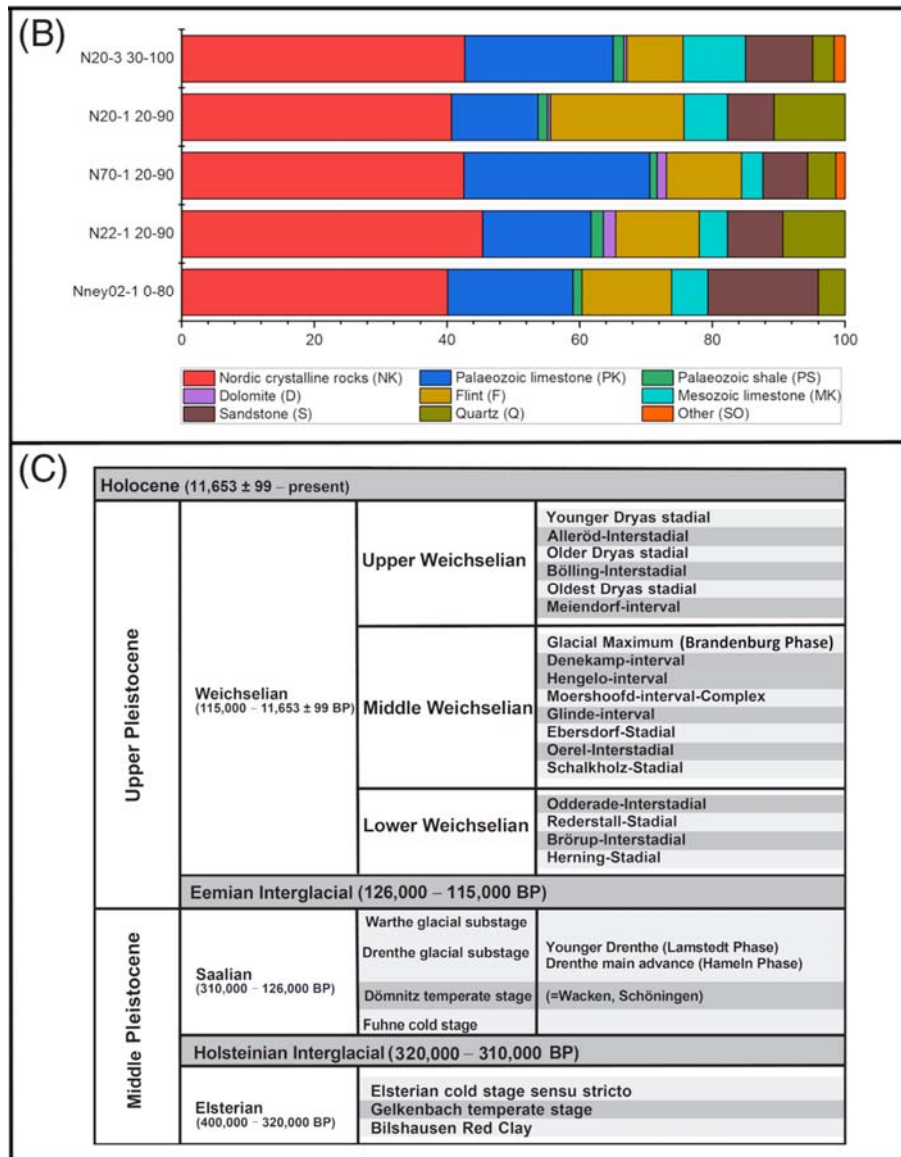 (B)
N20-3 30-100
N20-1 20-90
N70-1 20-90
N22-1 20-90
Nney02-1 0-80
0 20 40 60 80 100
Nordic crystalline rocks (NK) Palaeozoic limestone (PK) Palaeozoic shale (PS)
Dolomite (D) Flint (F) Mesozoic limestone (MK)
Sandstone (S) Quartz (Q) Other (SO)
(C)
Holocene (11,653 ± 99 – present)
Upper Pleistocene
Weichselian
(115,000 – 11,653 ± 99 BP)
Upper Weichselian
Younger Dryas stadial
Alleröd-Interstadial
Older Dryas stadial
Bölling-Interstadial
Oldest Dryas stadial
Meiendorf-interval
Middle Weichselian
Glacial Maximum (Brandenburg Phase)
Denekamp-interval
Hengelo-interval
Moershoofd-interval-Complex
Glinde-interval
Ebersdorf-Stadial
Oerel-Interstadial
Schalkholz-Stadial
Lower Weichselian
Odderade-Interstadial
Rederstall-Stadial
Brörup-Interstadial
Herning-Stadial
Eemian Interglacial (126,000 – 115,000 BP)
Middle Pleistocene
Saalian
(310,000 – 126,000 BP)
Warthe glacial substage
Drenthe glacial substage
Younger Drenthe (Lamstedt Phase)
Drenthe main advance (Hameln Phase)
Dömnitz temperate stage (=Wacken, Schöningen)
Fuhne cold stage
Holsteinian Interglacial (320,000 – 310,000 BP)
Elsterian
(400,000 – 320,000 BP)
Elsterian cold stage sensu stricto
Gelkenbach temperate stage
Bilshausen Red Clay